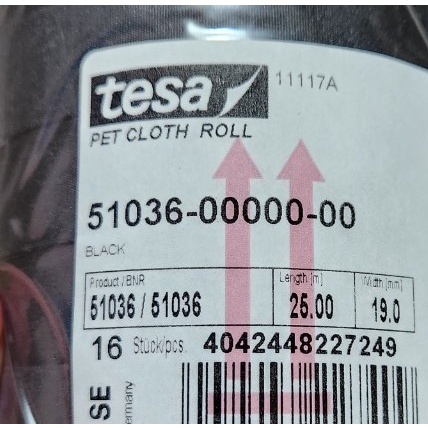 tesa
11117A
PET CLOTH ROLL
51036-00000-00
BLACK
Product / BNR
Length [m]
Width [mm]
51036 / 51036
25.00
19.0
16 Stück/pcs. 4042448227249
SE
ermany